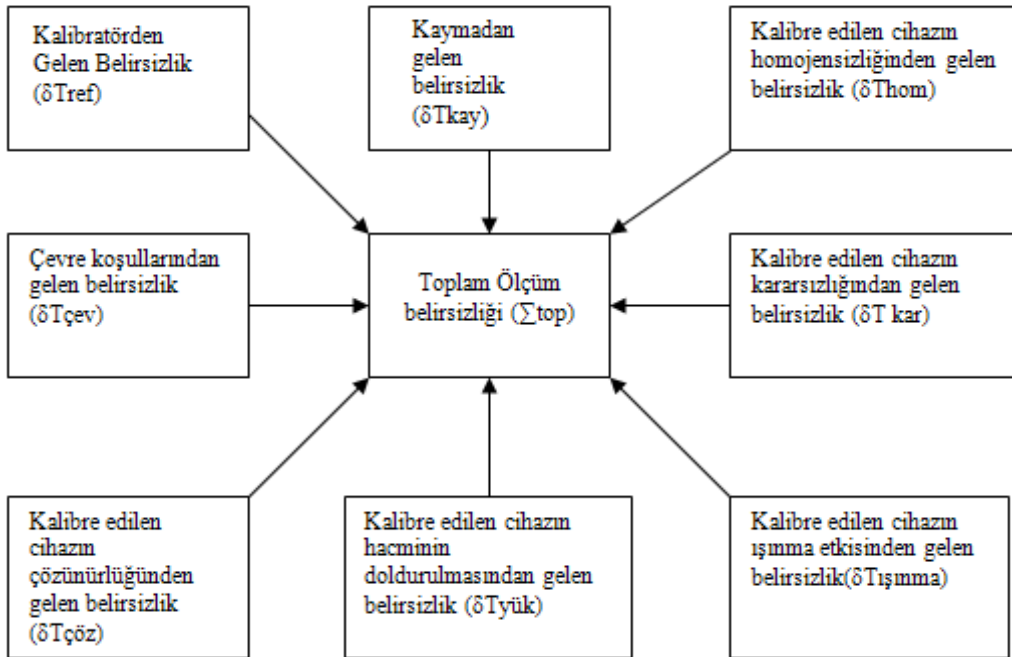 Kalibratörden
Gelen Belirsizlik
(δTref)
Kaymadan
gelen
belirsizlik
(δTkay)
Kalibre edilen cihazın
homojensizliğinden gelen
belirsizlik (δThom)
Çevre koşullarından
gelen belirsizlik
(δTçev)
Toplam Ölçüm
belirsizliği (∑top)
Kalibre edilen cihazın
kararsızlığından gelen
belirsizlik (δT kar)
Kalibre edilen
cihazın
çözünürlüğünden
gelen belirsizlik
(δTçöz)
Kalibre edilen cihazın
hacminin
doldurulmasından gelen
belirsizlik (δTyük)
Kalibre edilen cihazın
ışınma etkisinden gelen
belirsizlik(δTışınma)